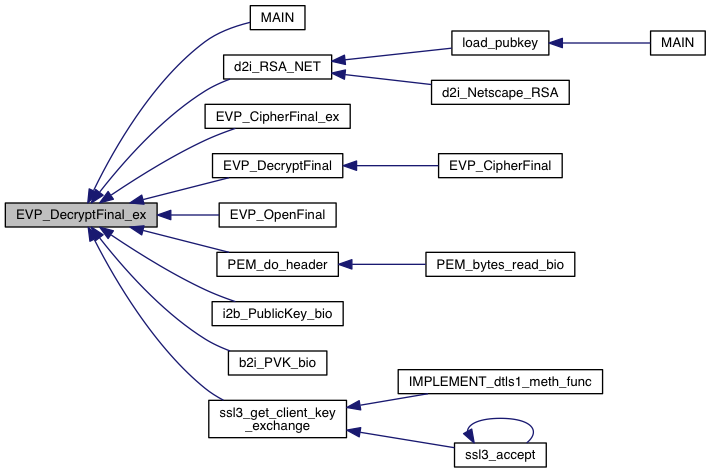 MAIN
load_pubkey
MAIN
d2i_RSA_NET
d2i_Netscape_RSA
EVP_CipherFinal_ex
EVP_DecryptFinal
EVP_CipherFinal
EVP_DecryptFinal_ex
EVP_OpenFinal
PEM_do_header
PEM_bytes_read_bio
i2b_PublicKey_bio
b2i_PVK_bio
IMPLEMENT_dtls1_meth_func
ssl3_get_client_key
_exchange
ssl3_accept